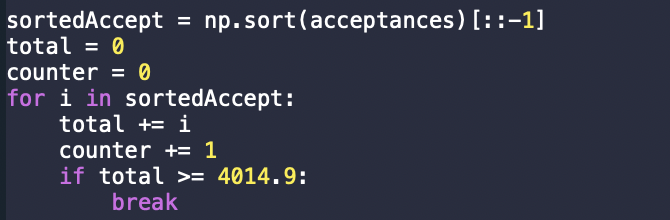 sortedAccept = np.sort(acceptances)[::-1]
total = 0
counter = 0
for i in sortedAccept:
    total += i
    counter += 1
    if total >= 4014.9:
        break